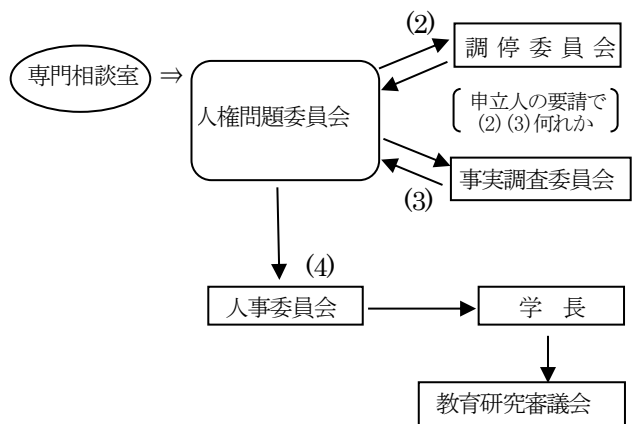 (2)
調 停 委 員 会
専門相談室 ⇒
人権問題委員会
申立人の要請で
(2) (3)何れか
事実調査委員会
(3)
(4)
人事委員会
学　長
教育研究審議会